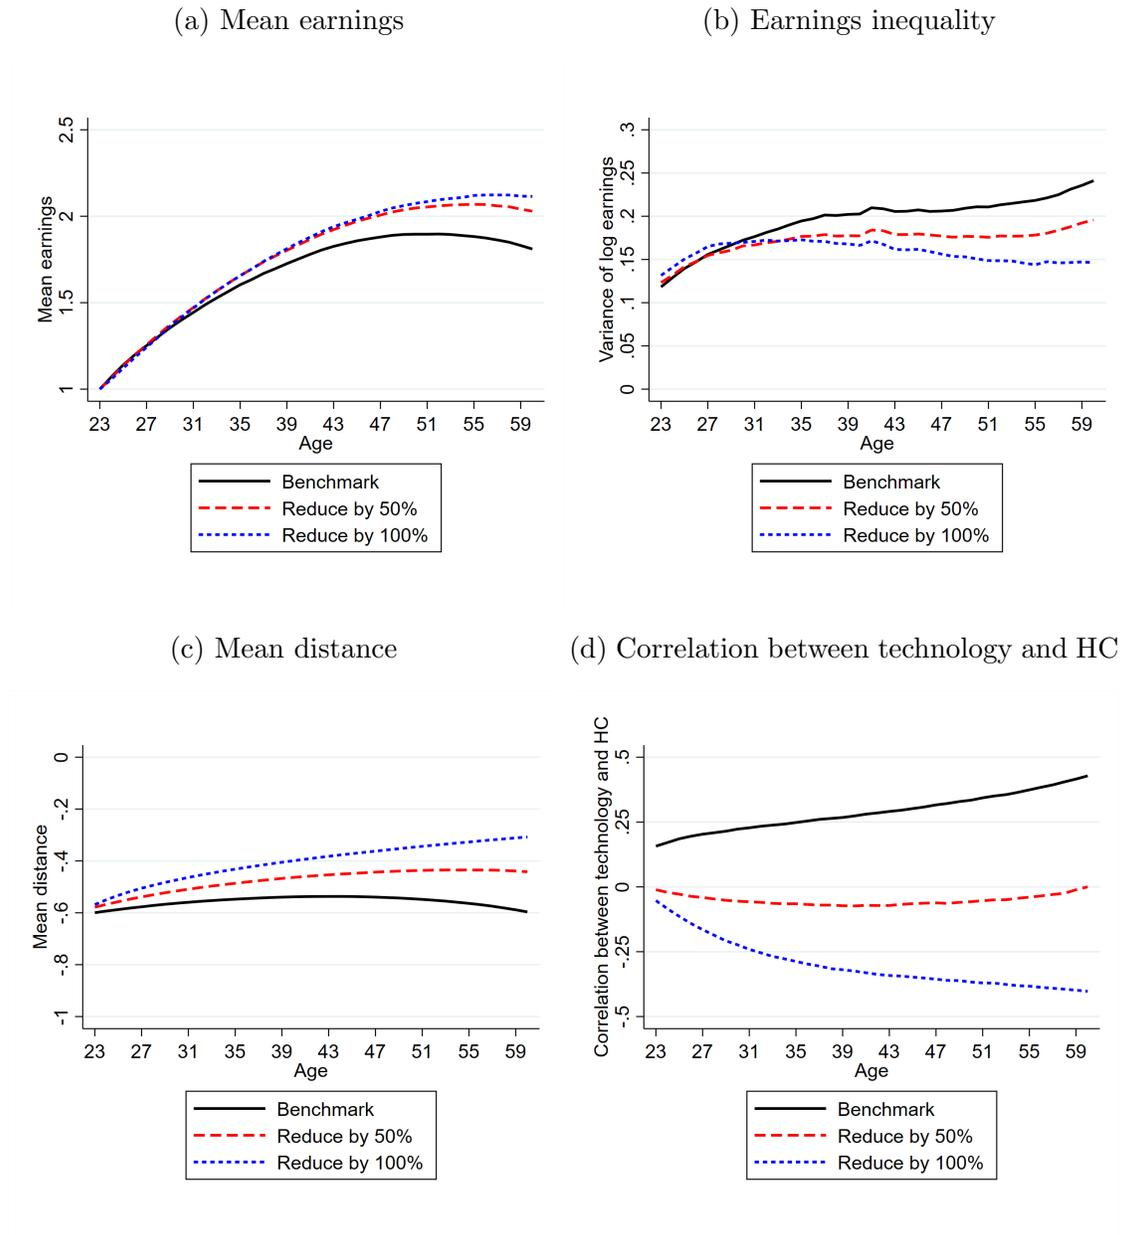 (a) Mean earnings
Mean earnings
2.5
2
1.5
1
23 27 31 35 39 43 47 51 55 59
Age
Benchmark
Reduce by 50%
Reduce by 100%
(b) Earnings inequality
Variance of log earnings
.3
.25
.2
.15
.1
.05
0
23 27 31 35 39 43 47 51 55 59
Age
Benchmark
Reduce by 50%
Reduce by 100%
(c) Mean distance
Mean distance
0
-.2
-.4
-.6
-.8
-1
23 27 31 35 39 43 47 51 55 59
Age
Benchmark
Reduce by 50%
Reduce by 100%
(d) Correlation between technology and HC
Correlation between technology and HC
.5
.25
0
-.25
-.5
23 27 31 35 39 43 47 51 55 59
Age
Benchmark
Reduce by 50%
Reduce by 100%